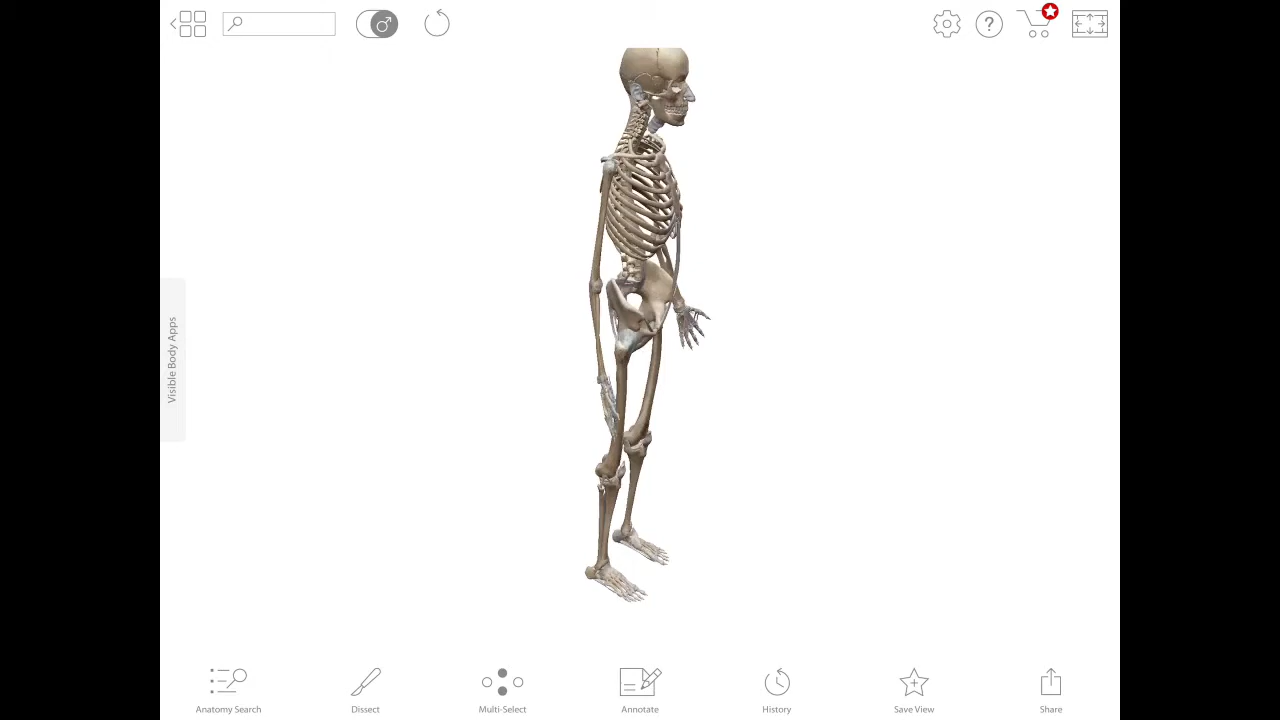 ?
Visible Body Apps
Anatomy Search
Dissect
Multi-Select
Annotate
History
Save View
Share